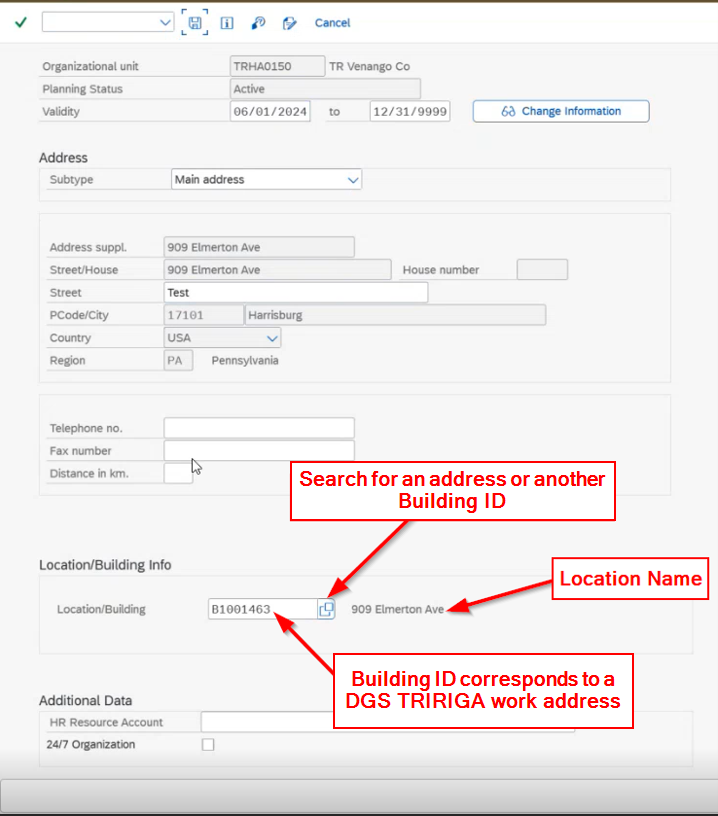 Cancel
Organizational unit TRHA0150 TR Venango Co
Planning Status Active
Validity 06/01/2024 to 12/31/9999 Change Information
Address
Subtype Main address
Address suppl. 909 Elmerton Ave
Street/House 909 Elmerton Ave House number
Street Test
PCode/City 17101 Harrisburg
Country USA
Region PA Pennsylvania
Telephone no.
Fax number
Distance in km.
Search for an address or another
Building ID
Location/Building Info
Location Name
Location/Building B1001463 909 Elmerton Ave
Building ID corresponds to a
DGS TRIRIGA work address
Additional Data
HR Resource Account
24/7 Organization